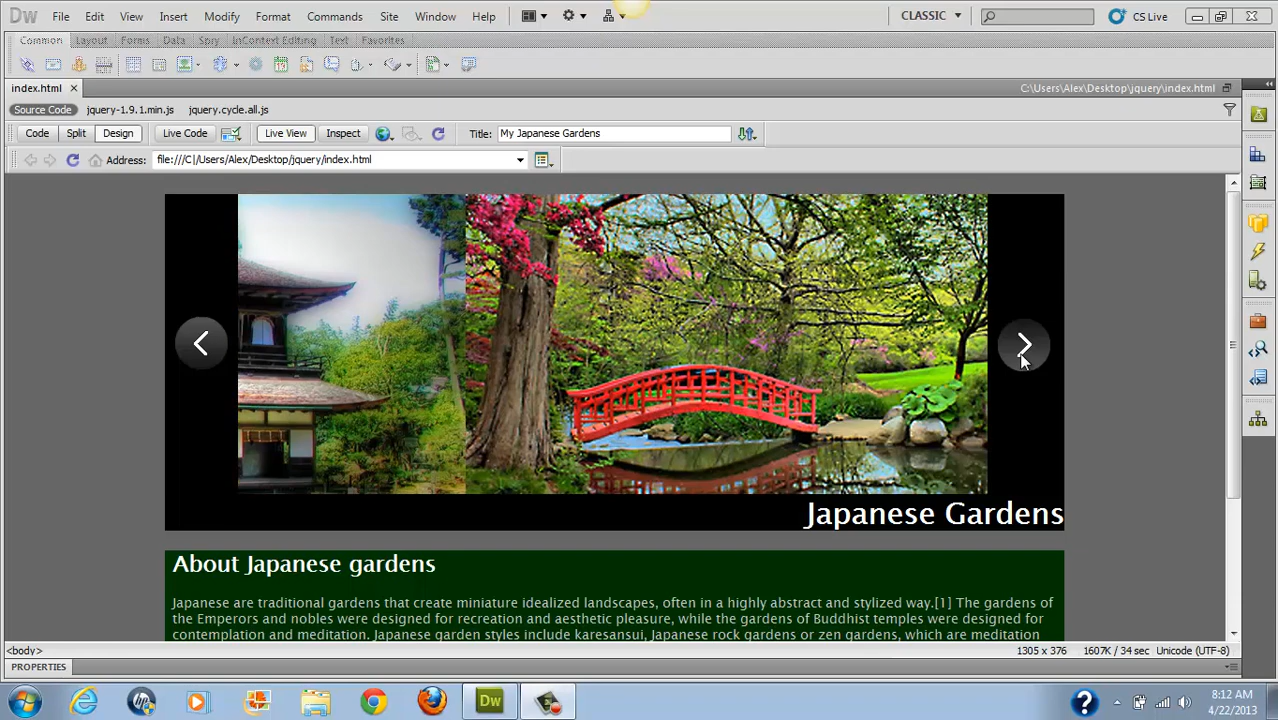 Dw File Edit View Insert Modify Format Commands Site Window Help CLASSIC CS Live
Common Layout Forms Data Spry InContext Editing Text Favorites
index.html C:\Users\Alex\Desktop\jquery\index.html
Source Code jquery-1.9.1.min.js jquery.cycle.all.js
Code Split Design Live Code Live View Inspect Title: My Japanese Gardens
Address: file:///C|/Users/Alex/Desktop/jquery/index.html
Japanese Gardens
About Japanese gardens
Japanese are traditional gardens that create miniature idealized landscapes, often in a highly abstract and stylized way.[1] The gardens of
the Emperors and nobles were designed for recreation and aesthetic pleasure, while the gardens of Buddhist temples were designed for
contemplation and meditation. Japanese garden styles include karesansui, Japanese rock gardens or zen gardens, which are meditation
<body> 1305 x 376 1607K / 34 sec Unicode (UTF-8)
PROPERTIES
hp Dw ? 8:12 AM
4/22/2013